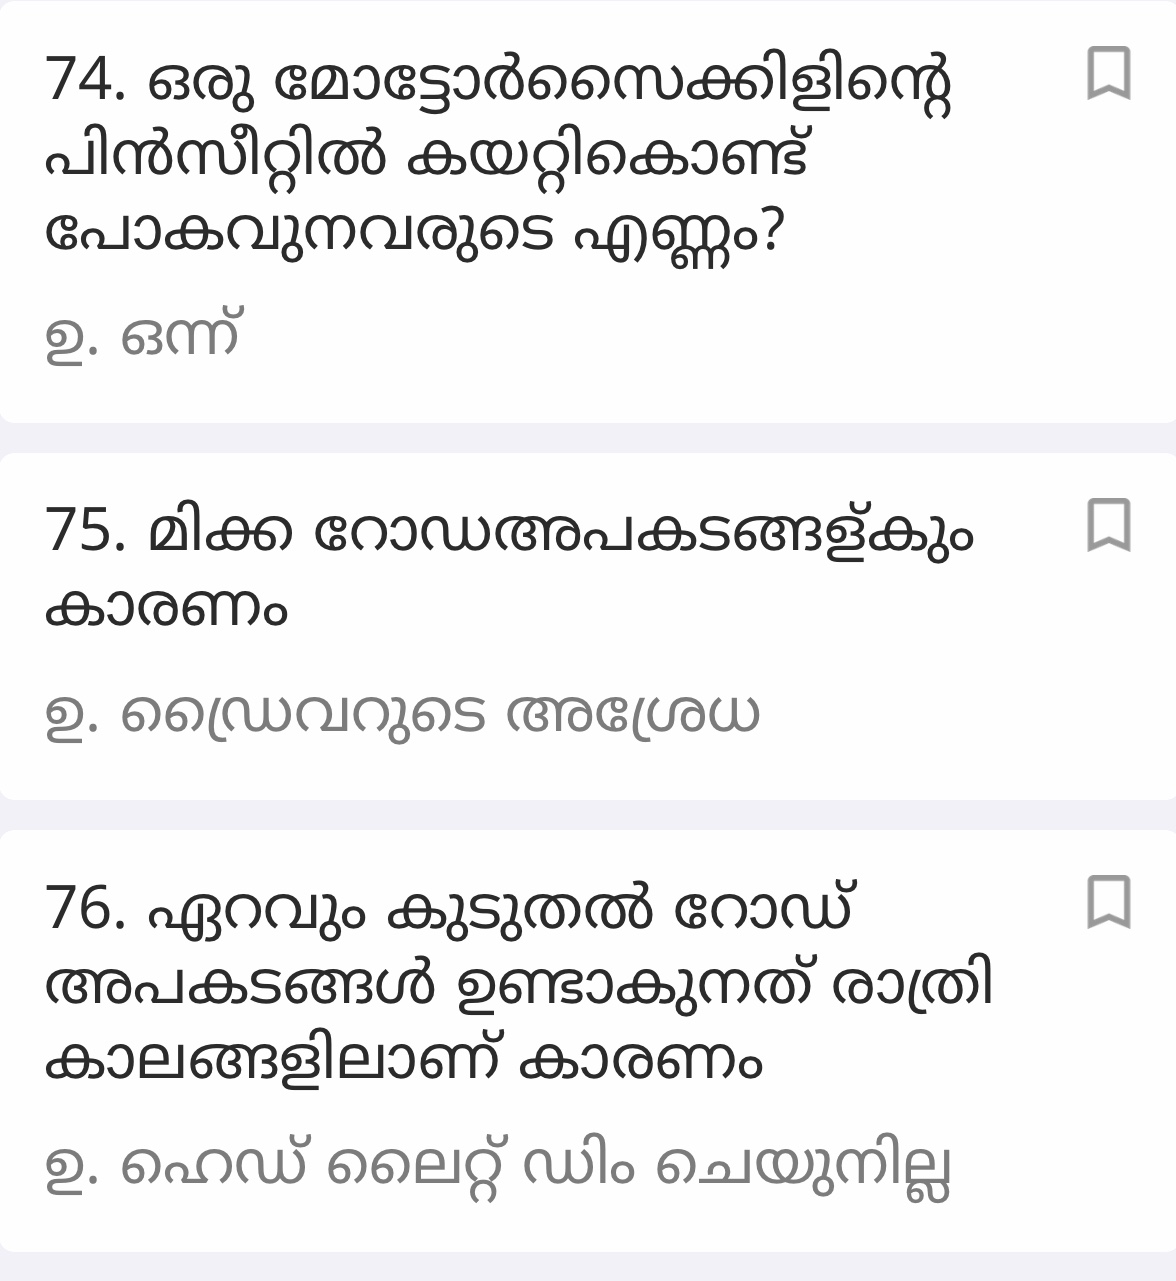 74. ഒരു മോട്ടോർസൈക്കിളിന്റെ
പിൻസീറ്റിൽ കയറ്റികൊണ്ട്
പോകവുനവരുടെ എണ്ണം?
ഉ. ഒന്ന്
75. മിക്ക റോഡഅപകടങ്ങള്കും
കാരണം
ഉ. ഡ്രൈവറുടെ അശ്രേധ
76. ഏറവും കുടുതൽ റോഡ്
അപകടങ്ങൾ ഉണ്ടാകുനത് രാത്രി
കാലങ്ങളിലാണ് കാരണം
ഉ. ഹെഡ് ലൈറ്റ് ഡിം ചെയുനില്ല